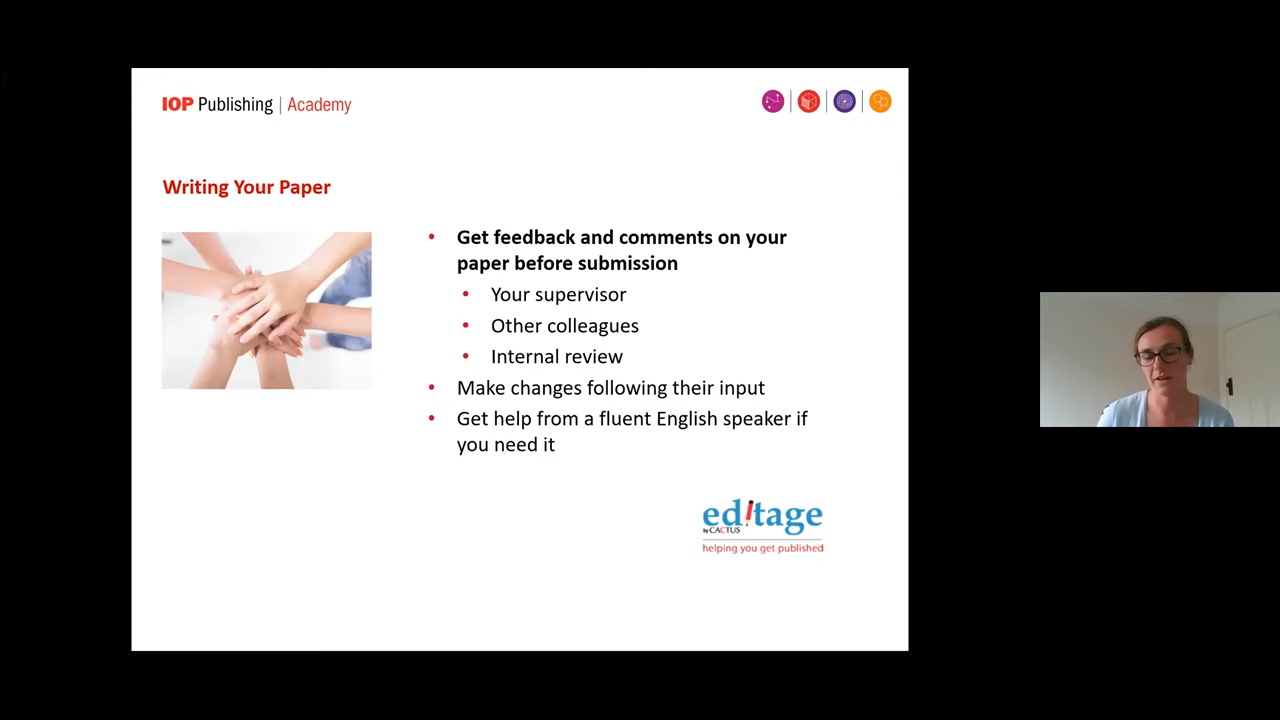 IOP Publishing | Academy
Writing Your Paper
• Get feedback and comments on your
paper before submission
• Your supervisor
• Other colleagues
• Internal review
• Make changes following their input
• Get help from a fluent English speaker if
you need it
ed!tage
by CACTUS
helping you get published